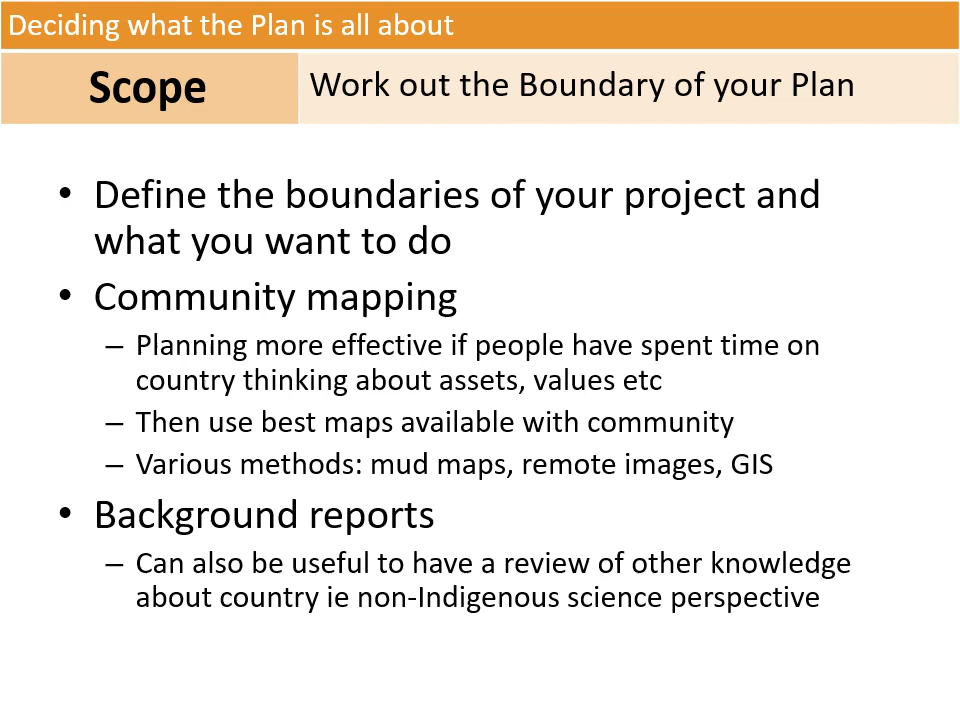 Deciding what the Plan is all about
Scope
Work out the Boundary of your Plan
• Define the boundaries of your project and
what you want to do
• Community mapping
– Planning more effective if people have spent time on
country thinking about assets, values etc
– Then use best maps available with community
– Various methods: mud maps, remote images, GIS
• Background reports
– Can also be useful to have a review of other knowledge
about country ie non-Indigenous science perspective